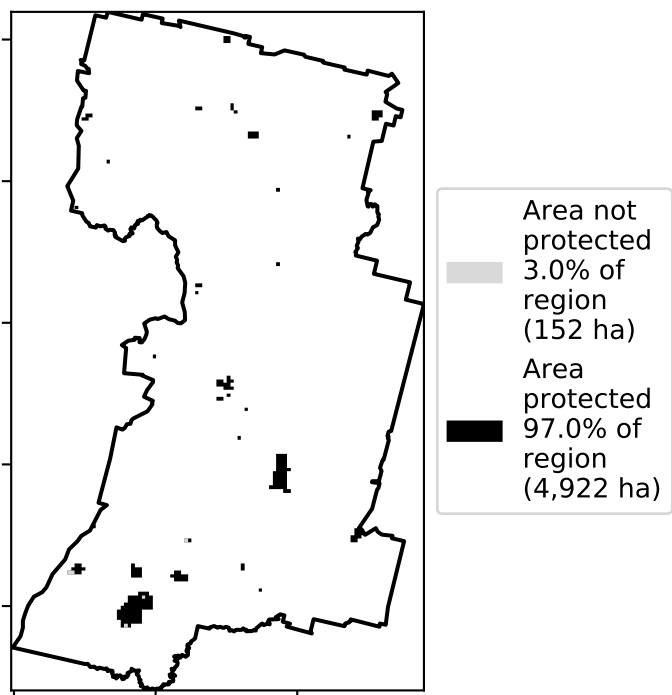 Area not
protected
3.0% of
region
(152 ha)
Area
protected
97.0% of
region
(4,922 ha)